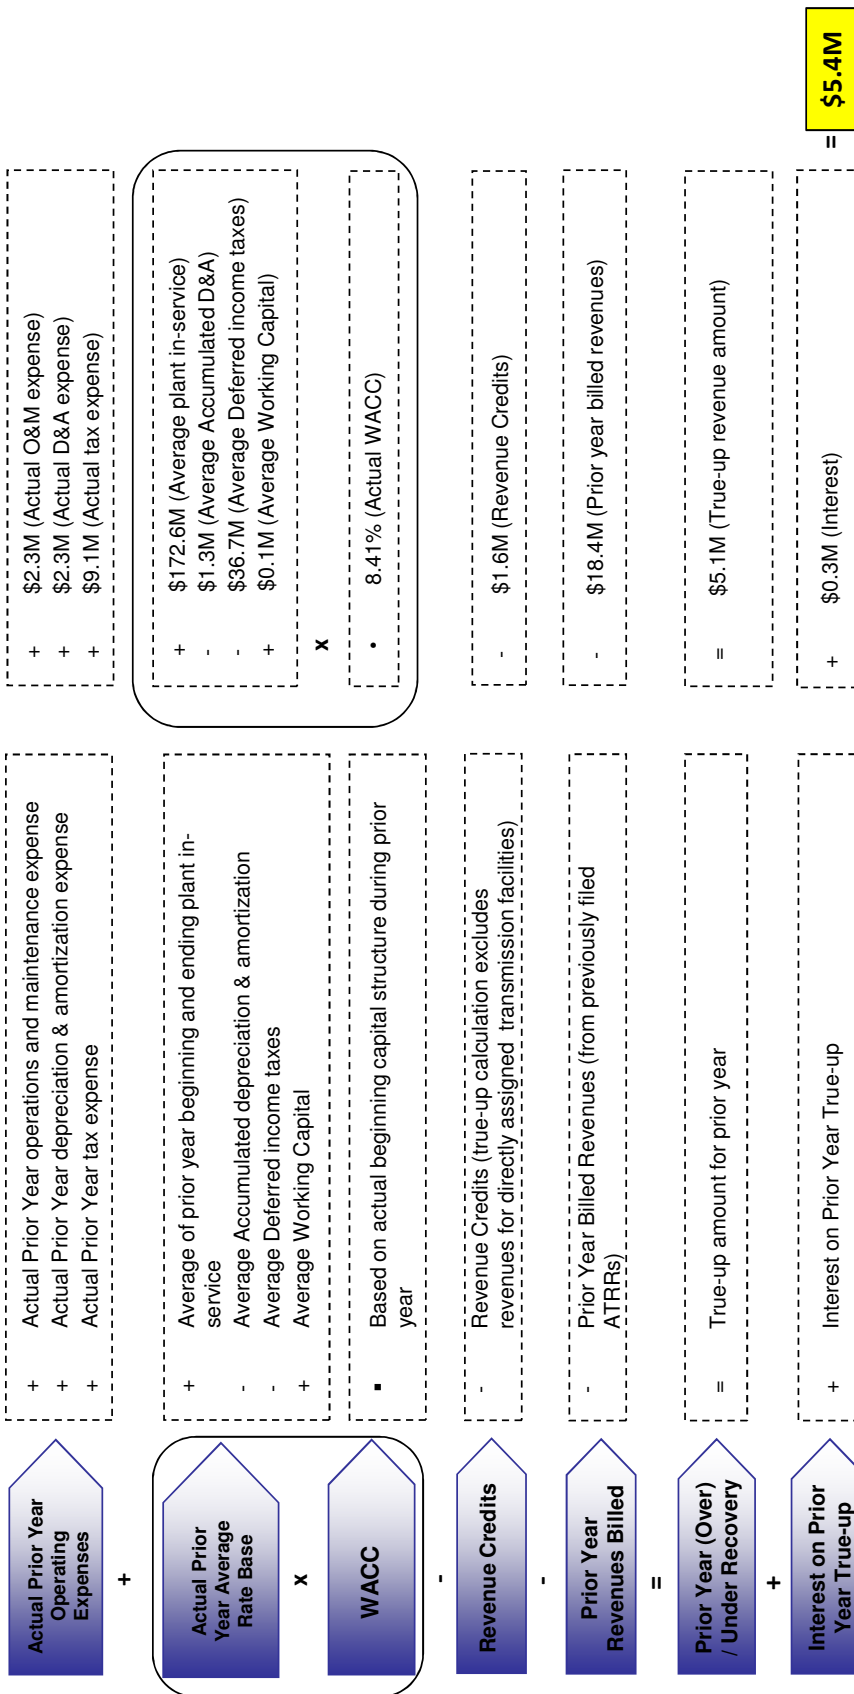 Actual Prior Year
Operating
Expenses
+ Actual Prior Year operations and maintenance expense
+ Actual Prior Year depreciation & amortization expense
+ Actual Prior Year tax expense
+ $2.3M (Actual O&M expense)
+ $2.3M (Actual D&A expense)
+ $9.1M (Actual tax expense)
+
Actual Prior
Year Average
Rate Base
+ Average of prior year beginning and ending plant in-
service
- Average Accumulated depreciation & amortization
- Average Deferred income taxes
+ Average Working Capital
+ $172.6M (Average plant in-service)
- $1.3M (Average Accumulated D&A)
- $36.7M (Average Deferred income taxes)
+ $0.1M (Average Working Capital)
x
x
WACC
▪ Based on actual beginning capital structure during prior
year
• 8.41% (Actual WACC)
-
Revenue Credits
- Revenue Credits (true-up calculation excludes
revenues for directly assigned transmission facilities)
- $1.6M (Revenue Credits)
-
Prior Year
Revenues Billed
- Prior Year Billed Revenues (from previously filed
ATRRs)
- $18.4M (Prior year billed revenues)
=
Prior Year (Over)
/ Under Recovery
= True-up amount for prior year
= $5.1M (True-up revenue amount)
+
Interest on Prior
Year True-up
+ Interest on Prior Year True-up
+ $0.3M (Interest)
= $5.4M